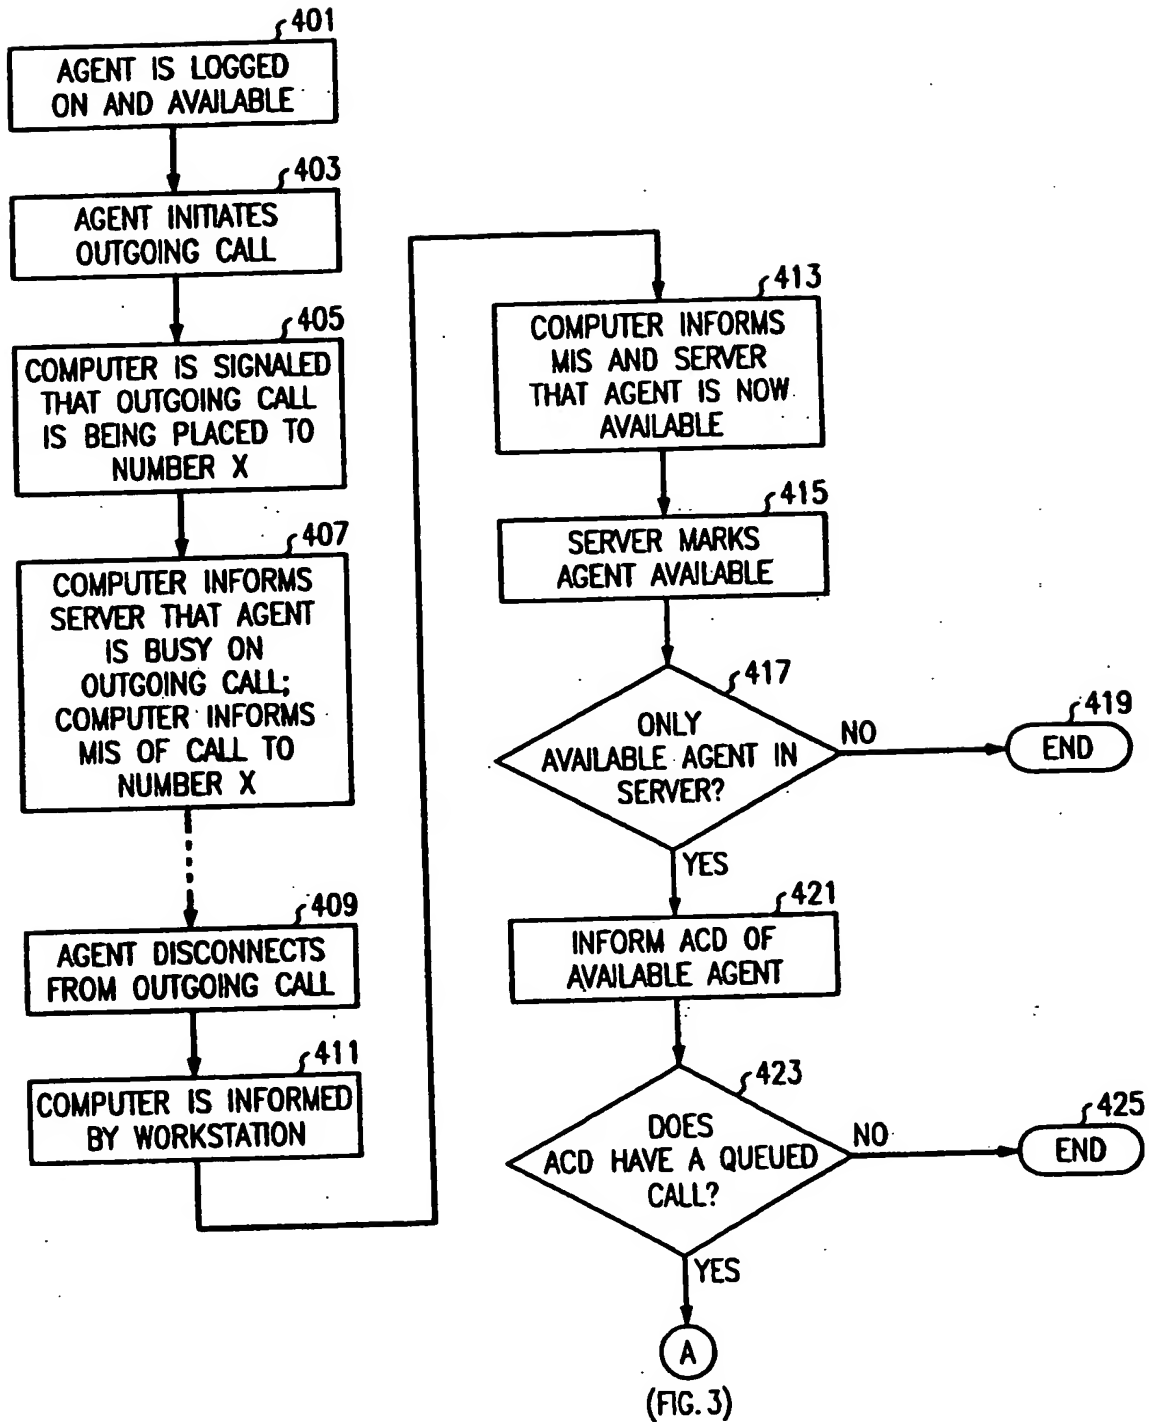 401
AGENT IS LOGGED
ON AND AVAILABLE
403
AGENT INITIATES
OUTGOING CALL
405
COMPUTER IS SIGNALED
THAT OUTGOING CALL
IS BEING PLACED TO
NUMBER X
407
COMPUTER INFORMS
SERVER THAT AGENT
IS BUSY ON
OUTGOING CALL;
COMPUTER INFORMS
MIS OF CALL TO
NUMBER X
409
AGENT DISCONNECTS
FROM OUTGOING CALL
411
COMPUTER IS INFORMED
BY WORKSTATION
413
COMPUTER INFORMS
MIS AND SERVER
THAT AGENT IS NOW
AVAILABLE
415
SERVER MARKS
AGENT AVAILABLE
417
ONLY
AVAILABLE AGENT IN
SERVER?
NO
419
END
YES
421
INFORM ACD OF
AVAILABLE AGENT
423
DOES
ACD HAVE A QUEUED
CALL?
NO
425
END
YES
A
(FIG. 3)